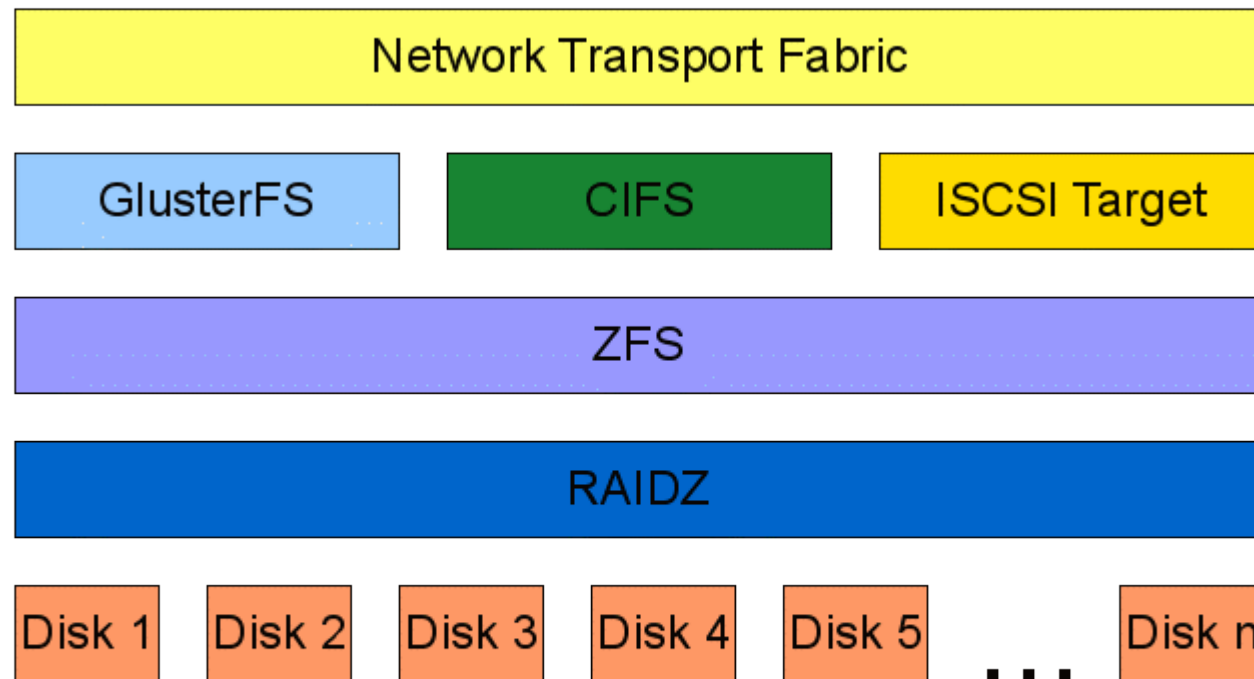 Network Transport Fabric
GlusterFS CIFS ISCSI Target
ZFS
RAIDZ
Disk 1 Disk 2 Disk 3 Disk 4 Disk 5 ... Disk n